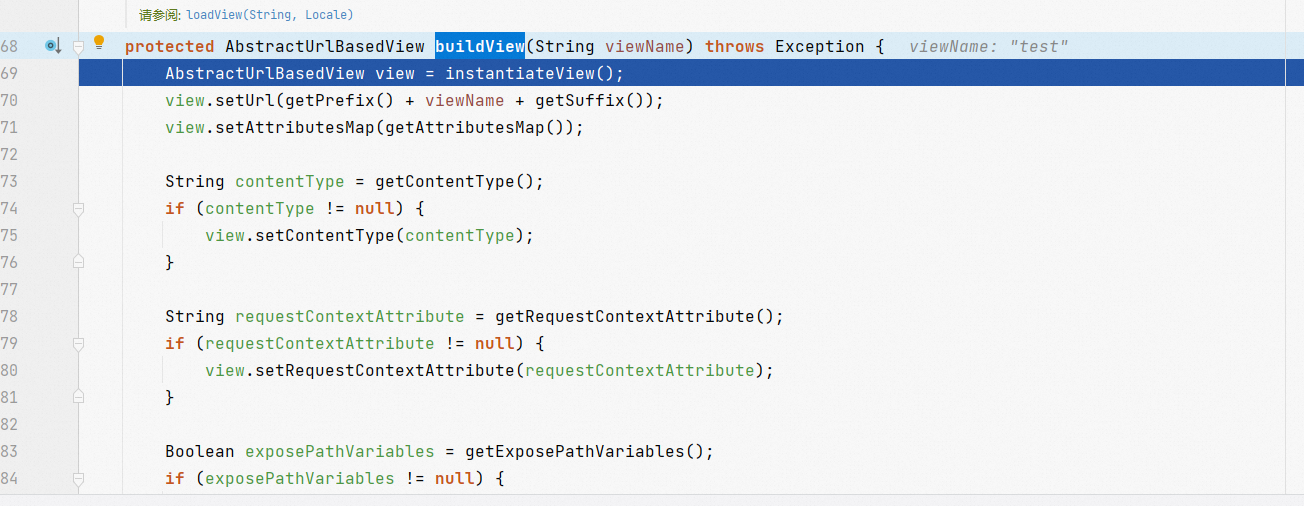 请参阅: loadView(String, Locale)
68 protected AbstractUrlBasedView buildView(String viewName) throws Exception { viewName: "test"
69 AbstractUrlBasedView view = instantiateView();
70 view.setUrl(getPrefix() + viewName + getSuffix());
71 view.setAttributesMap(getAttributesMap());
72
73 String contentType = getContentType();
74 if (contentType != null) {
75 view.setContentType(contentType);
76 }
77
78 String requestContextAttribute = getRequestContextAttribute();
79 if (requestContextAttribute != null) {
80 view.setRequestContextAttribute(requestContextAttribute);
81 }
82
83 Boolean exposePathVariables = getExposePathVariables();
84 if (exposePathVariables != null) {